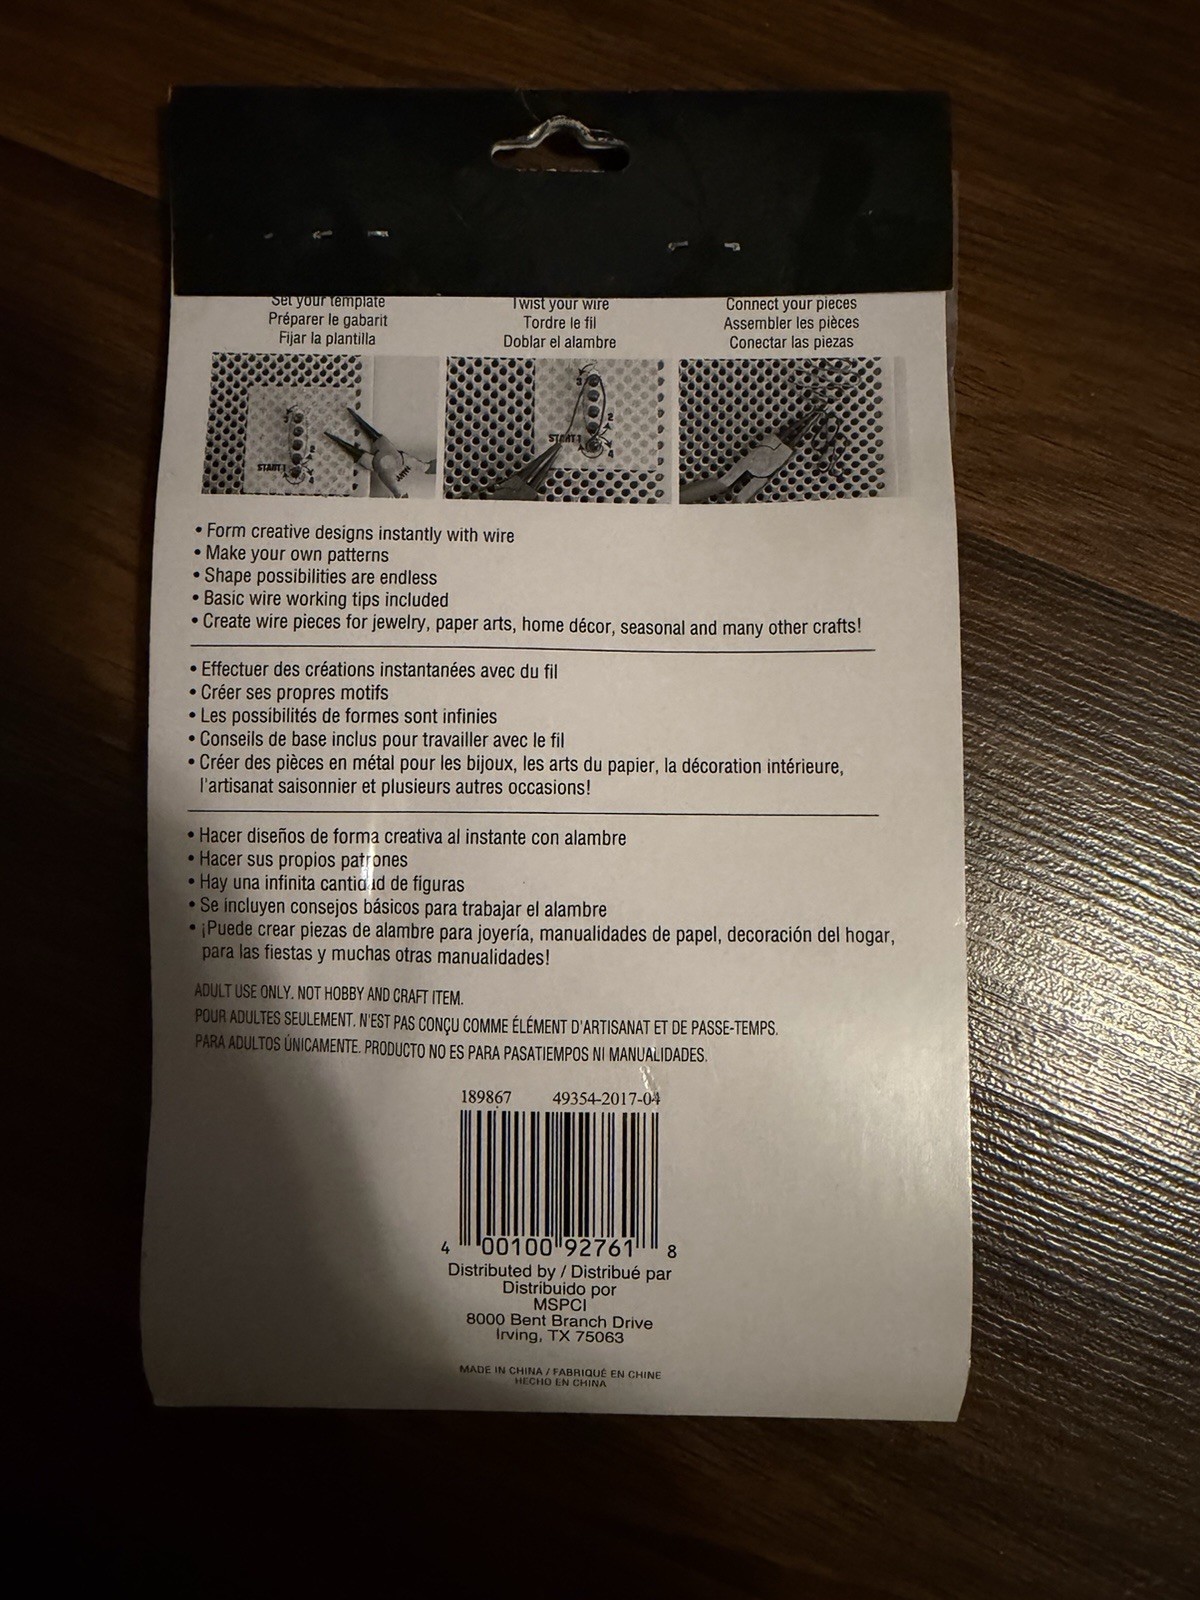 Set your template
Préparer le gabarit
Fijar la plantilla
Twist your wire
Tordre le fil
Doblar el alambre
Connect your pieces
Assembler les pièces
Conectar las piezas
START 1
2
3
4
START 1
2
3
4
• Form creative designs instantly with wire
• Make your own patterns
• Shape possibilities are endless
• Basic wire working tips included
• Create wire pieces for jewelry, paper arts, home décor, seasonal and many other crafts!
• Effectuer des créations instantanées avec du fil
• Créer ses propres motifs
• Les possibilités de formes sont infinies
• Conseils de base inclus pour travailler avec le fil
• Créer des pièces en métal pour les bijoux, les arts du papier, la décoration intérieure,
l'artisanat saisonnier et plusieurs autres occasions!
• Hacer diseños de forma creativa al instante con alambre
• Hacer sus propios patrones
• Hay una infinita cantidad de figuras
• Se incluyen consejos básicos para trabajar el alambre
• ¡Puede crear piezas de alambre para joyería, manualidades de papel, decoración del hogar,
para las fiestas y muchas otras manualidades!
ADULT USE ONLY. NOT HOBBY AND CRAFT ITEM.
POUR ADULTES SEULEMENT. N'EST PAS CONÇU COMME ÉLÉMENT D'ARTISANAT ET DE PASSE-TEMPS.
PARA ADULTOS ÚNICAMENTE. PRODUCTO NO ES PARA PASATIEMPOS NI MANUALIDADES.
189867 49354-2017-04
4 00100 92761 8
Distributed by / Distribué par
Distribuido por
MSPCI
8000 Bent Branch Drive
Irving, TX 75063
MADE IN CHINA / FABRIQUÉ EN CHINE
HECHO EN CHINA